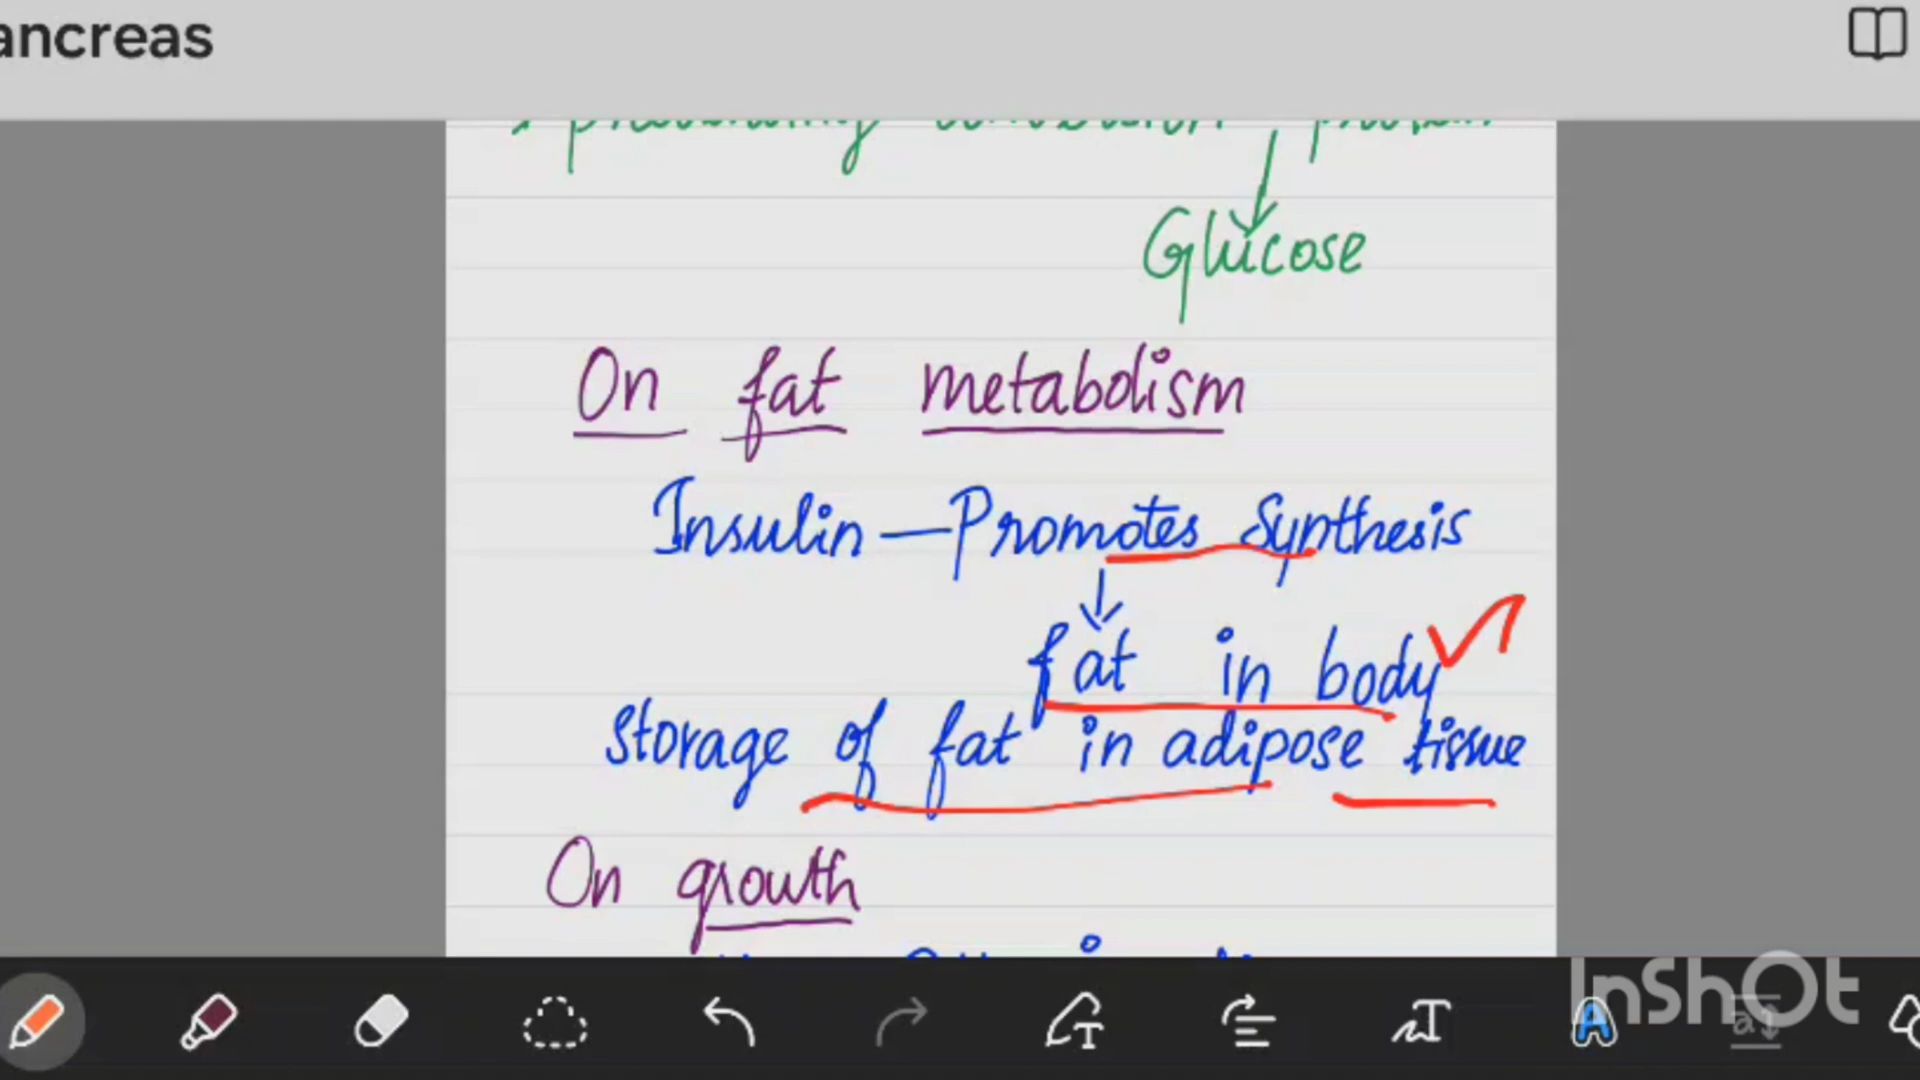 ancreas
Glucose
On fat metabolism
Insulin — Promotes Synthesis
↓
fat in body
Storage of fat in adipose tissue
On growth
InShOt